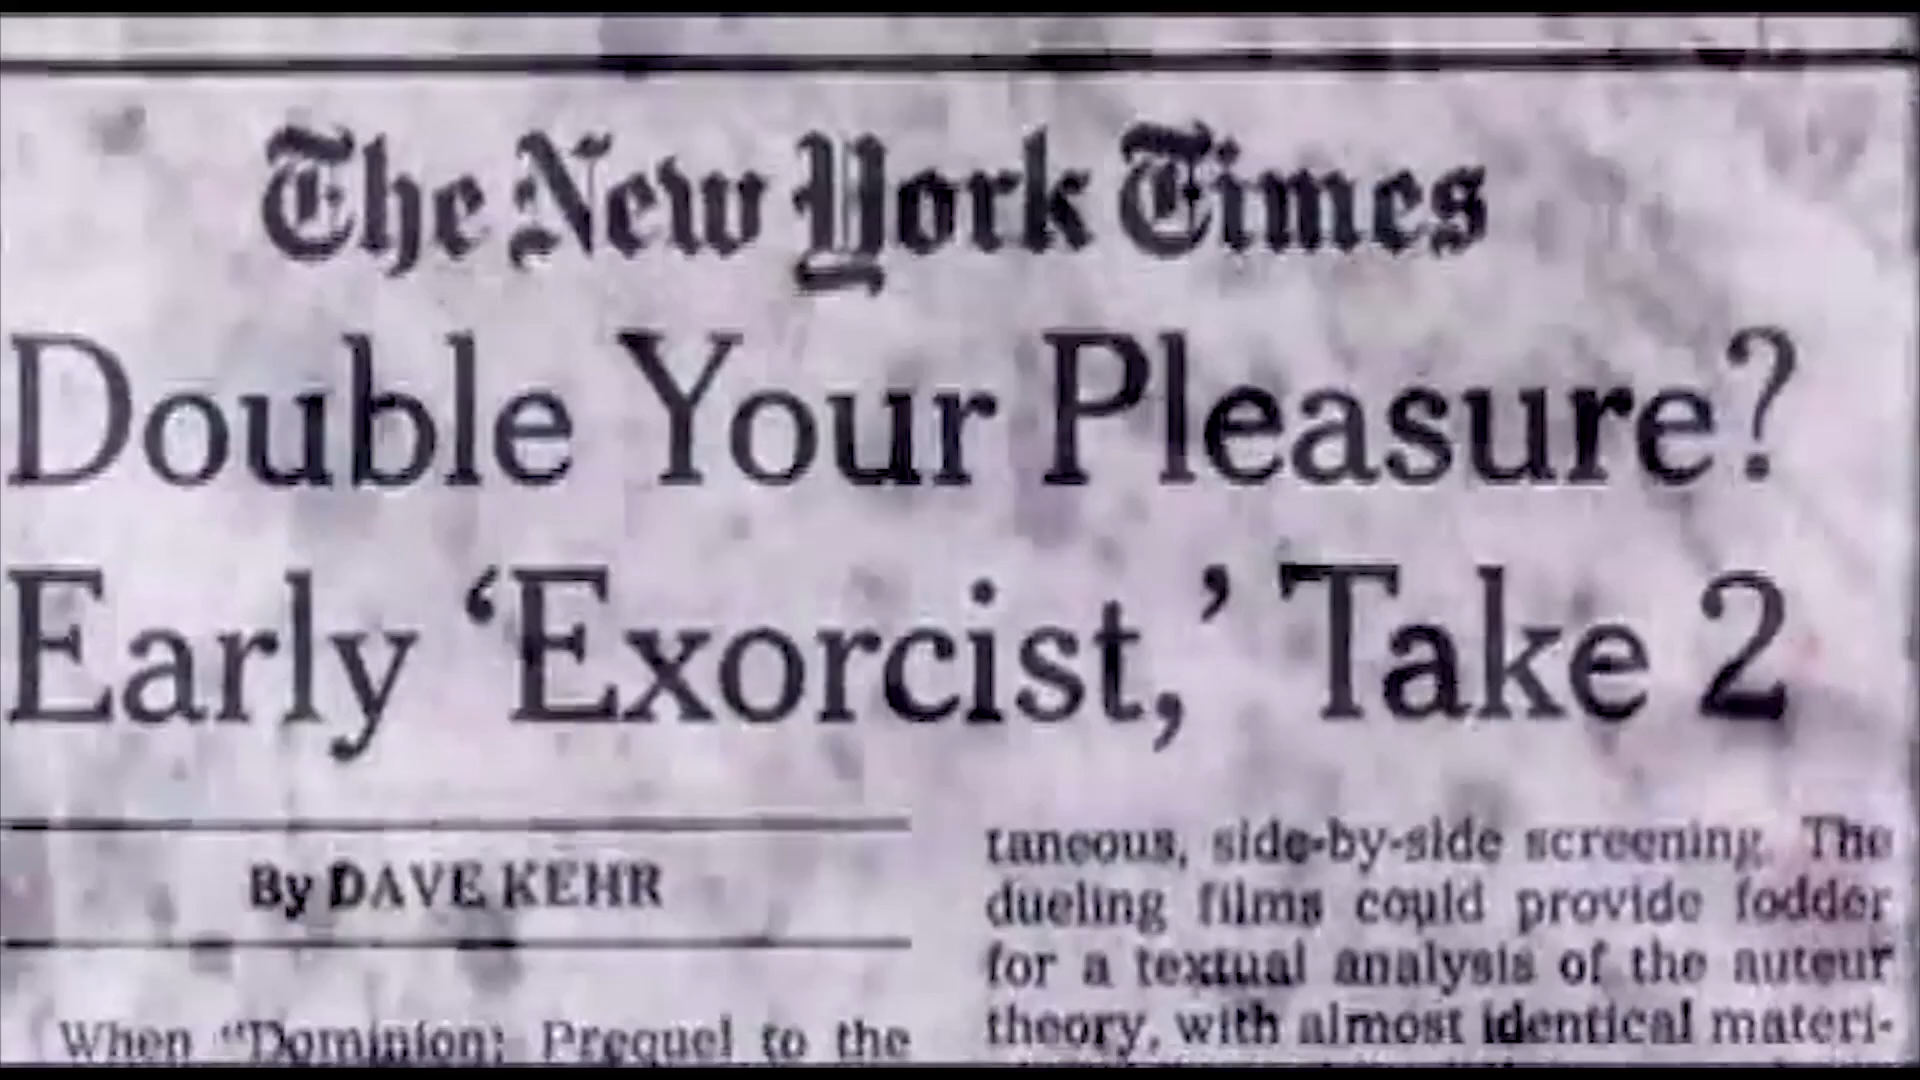 The New York Times
Double Your Pleasure?
Early ‘Exorcist,’ Take 2
By DAVE KEHR
When “Dominion: Prequel to the
taneous, side-by-side screening. The
dueling films could provide fodder
for a textual analysis of the auteur
theory, with almost identical materi-